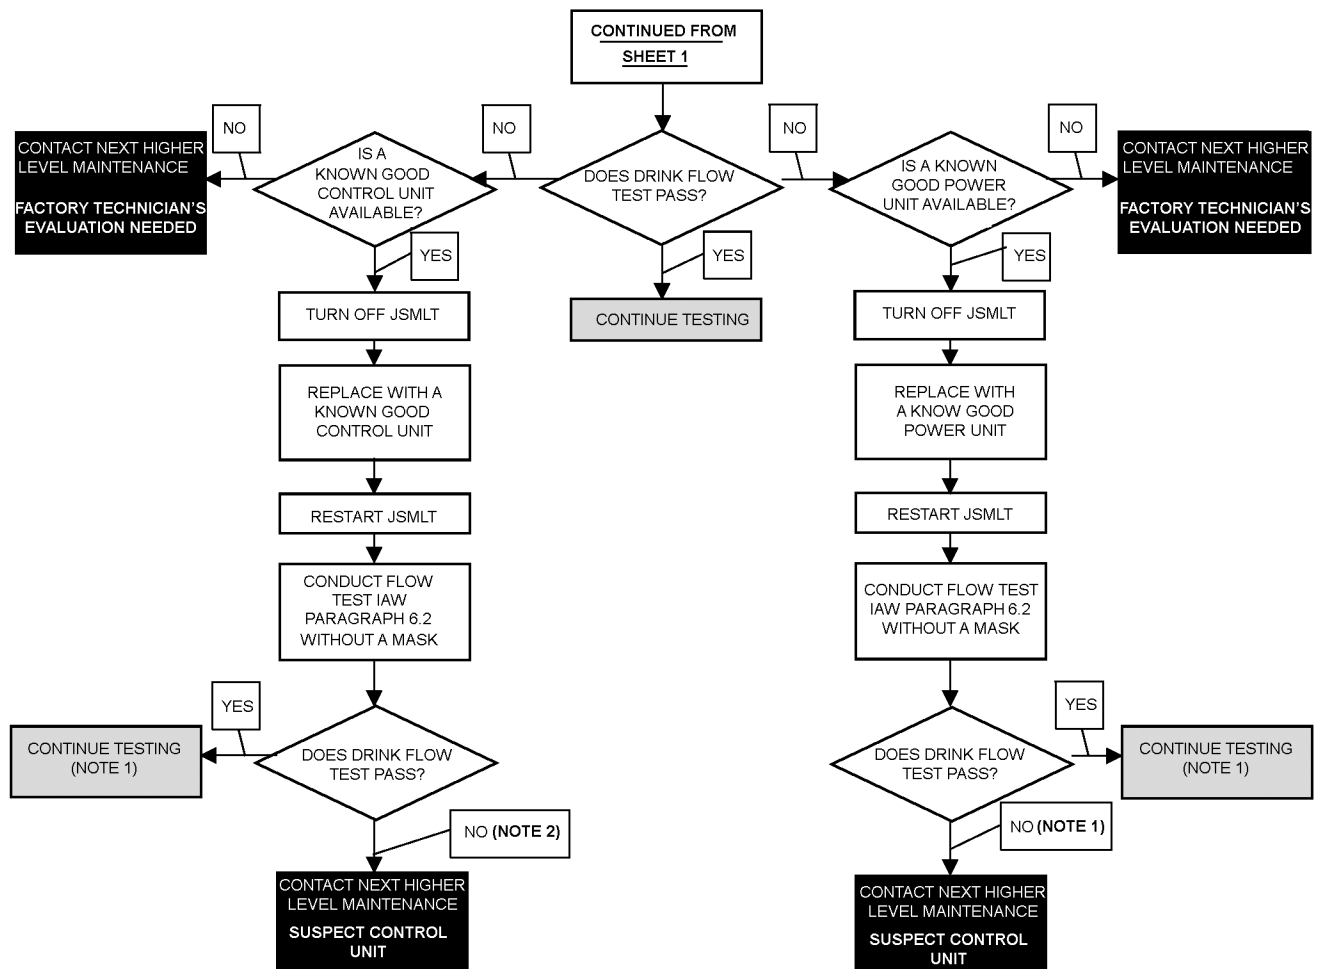 CONTINUED FROM
SHEET 1
NO
NO
NO
NO
CONTACT NEXT HIGHER
LEVEL MAINTENANCE
FACTORY TECHNICIAN'S
EVALUATION NEEDED
IS A
KNOWN GOOD
CONTROL UNIT
AVAILABLE?
DOES DRINK FLOW
TEST PASS?
IS A KNOWN
GOOD POWER
UNIT AVAILABLE?
CONTACT NEXT HIGHER
LEVEL MAINTENANCE
FACTORY TECHNICIAN'S
EVALUATION NEEDED
YES
YES
YES
TURN OFF JSMLT
CONTINUE TESTING
TURN OFF JSMLT
REPLACE WITH A
KNOWN GOOD
CONTROL UNIT
REPLACE WITH
A KNOW GOOD
POWER UNIT
RESTART JSMLT
RESTART JSMLT
CONDUCT FLOW
TEST IAW
PARAGRAPH 6.2
WITHOUT A MASK
CONDUCT FLOW TEST
IAW PARAGRAPH 6.2
WITHOUT A MASK
YES
YES
CONTINUE TESTING
(NOTE 1)
DOES DRINK FLOW
TEST PASS?
DOES DRINK FLOW
TEST PASS?
CONTINUE TESTING
(NOTE 1)
NO (NOTE 2)
NO (NOTE 1)
CONTACT NEXT HIGHER
LEVEL MAINTENANCE
SUSPECT CONTROL
UNIT
CONTACT NEXT HIGHER
LEVEL MAINTENANCE
SUSPECT CONTROL
UNIT